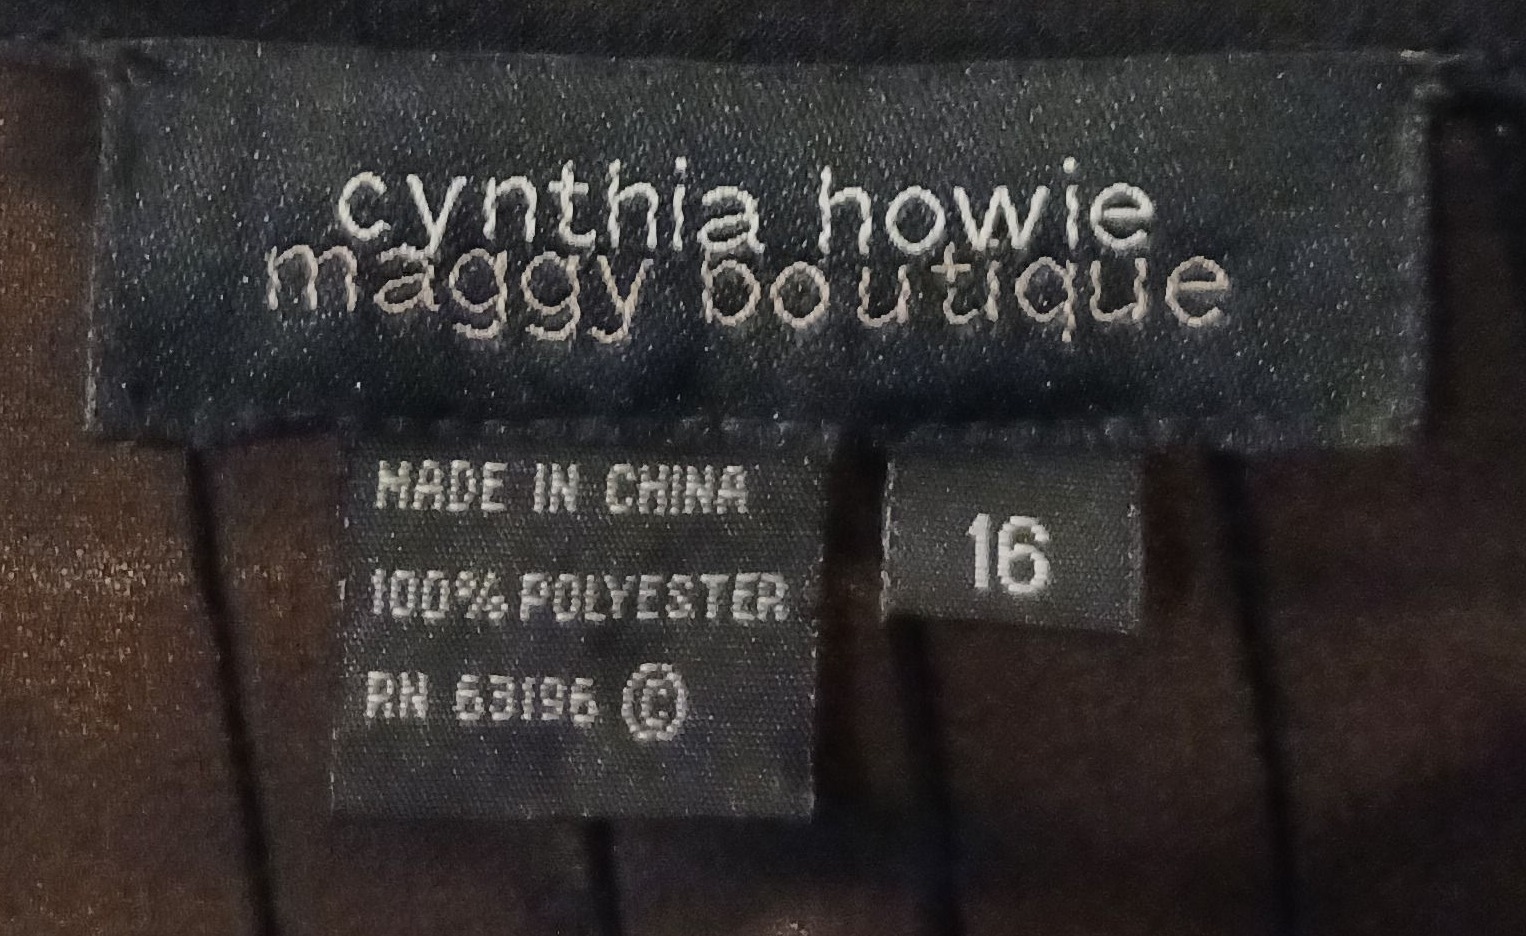 cynthia howie
maggy boutique
MADE IN CHINA
100% POLYESTER
RN 63196 ©
16